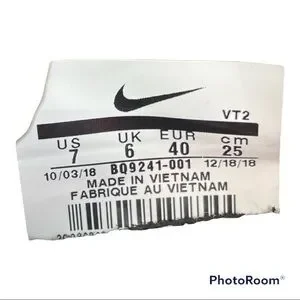 VT2
US UK EUR cm
7 6 40 25
10/03/18 BQ9241-001 12/18/18
MADE IN VIETNAM
FABRIQUE AU VIETNAM
PhotoRoom